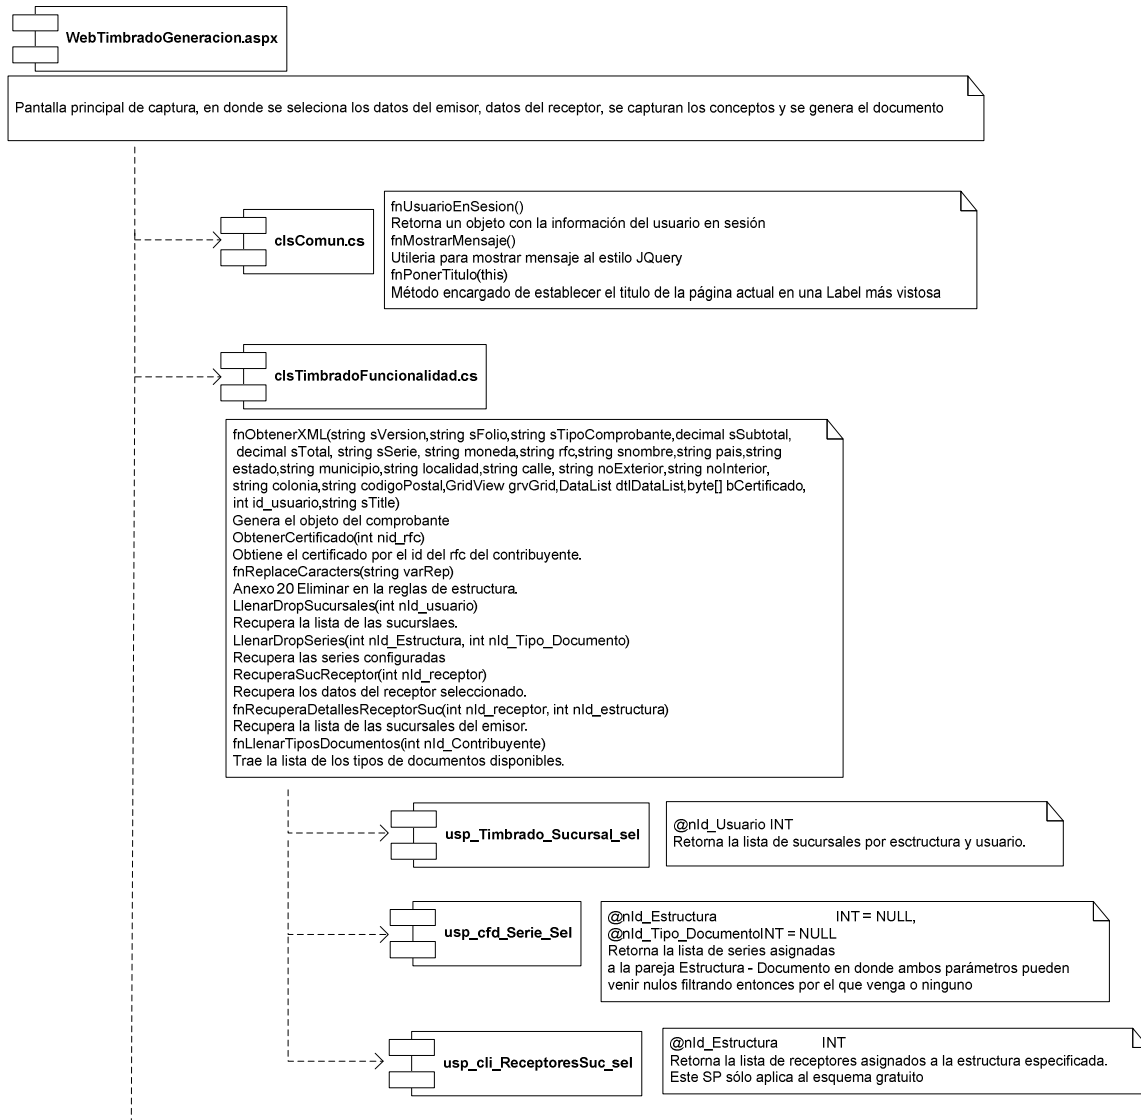 WebTimbradoGeneracion.aspx
Pantalla principal de captura, en donde se seleciona los datos del emisor, datos del receptor, se capturan los conceptos y se genera el documento
clsComun.cs
fnUsuarioEnSesion()
Retorna un objeto con la información del usuario en sesión
fnMostrarMensaje()
Utileria para mostrar mensaje al estilo JQuery
fnPonerTitulo(this)
Método encargado de establecer el titulo de la página actual en una Label más vistosa
clsTimbradoFuncionalidad.cs
fnObtenerXML(string sVersion,string sFolio,string sTipoComprobante,decimal sSubtotal,
decimal sTotal, string sSerie, string moneda,string rfc,string snombre,string pais,string
estado,string municipio,string localidad,string calle, string noExterior,string noInterior,
string colonia,string codigoPostal,GridView grvGrid,DataList dtlDataList,byte[] bCertificado,
int id_usuario,string sTitle)
Genera el objeto del comprobante
ObtenerCertificado(int nid_rfc)
Obtiene el certificado por el id del rfc del contribuyente.
fnReplaceCaracters(string varRep)
Anexo 20 Eliminar en la reglas de estructura.
LlenarDropSucursales(int nId_usuario)
Recupera la lista de las sucurslaes.
LlenarDropSeries(int nId_Estructura, int nId_Tipo_Documento)
Recupera las series configuradas
RecuperaSucReceptor(int nId_receptor)
Recupera los datos del receptor seleccionado.
fnRecuperaDetallesReceptorSuc(int nId_receptor, int nId_estructura)
Recupera la lista de las sucursales del emisor.
fnLlenarTiposDocumentos(int nId_Contribuyente)
Trae la lista de los tipos de documentos disponibles.
usp_Timbrado_Sucursal_sel
@nId_Usuario INT
Retorna la lista de sucursales por esctructura y usuario.
usp_cfd_Serie_Sel
@nId_Estructura INT = NULL,
@nId_Tipo_DocumentoINT = NULL
Retorna la lista de series asignadas
a la pareja Estructura - Documento en donde ambos parámetros pueden
venir nulos filtrando entonces por el que venga o ninguno
usp_cli_ReceptoresSuc_sel
@nId_Estructura INT
Retorna la lista de receptores asignados a la estructura especificada.
Este SP sólo aplica al esquema gratuito